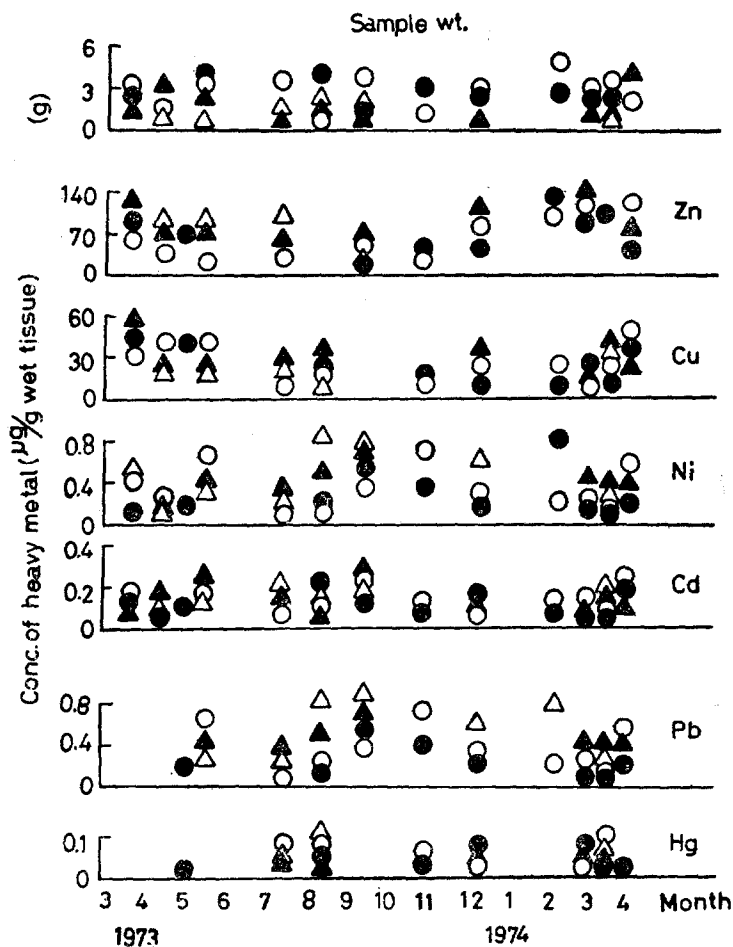 Sample wt.
6
3
0
(g)
140
70
0
Zn
60
30
0
Cu
0.8
0.4
0
Ni
0.4
0.2
0
Cd
0.8
0.4
0
Pb
0.1
0
Hg
Conc. of heavy metal (μg/g wet tissue)
3 4 5 6 7 8 9 10 11 12 1 2 3 4 Month
1973 1974